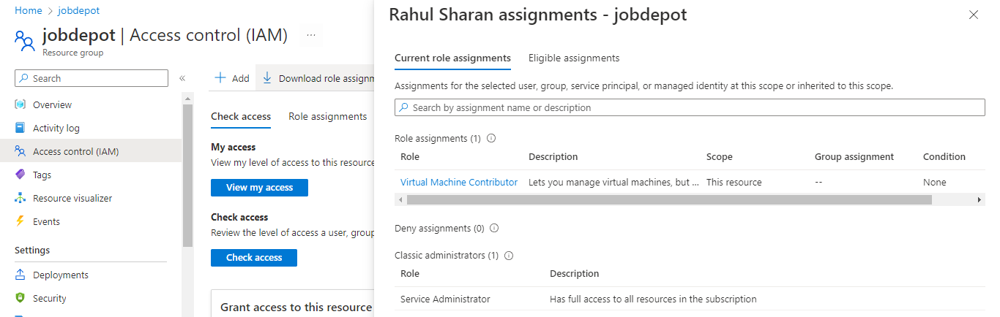 Home > jobdepot
jobdepot | Access control (IAM) ...
Resource group
Search
«
Overview
Activity log
Access control (IAM)
Tags
Resource visualizer
Events
Settings
Deployments
Security
+ Add
Download role assignm
Check access
Role assignments
My access
View my level of access to this resource
View my access
Check access
Review the level of access a user, group
Check access
Grant access to this resource
Rahul Sharan assignments - jobdepot
Current role assignments
Eligible assignments
Assignments for the selected user, group, service principal, or managed identity at this scope or inherited to this scope.
Search by assignment name or description
Role assignments (1)
Role Description Scope Group assignment Condition
Virtual Machine Contributor Lets you manage virtual machines, but ... This resource -- None
Deny assignments (0)
Classic administrators (1)
Role Description
Service Administrator Has full access to all resources in the subscription